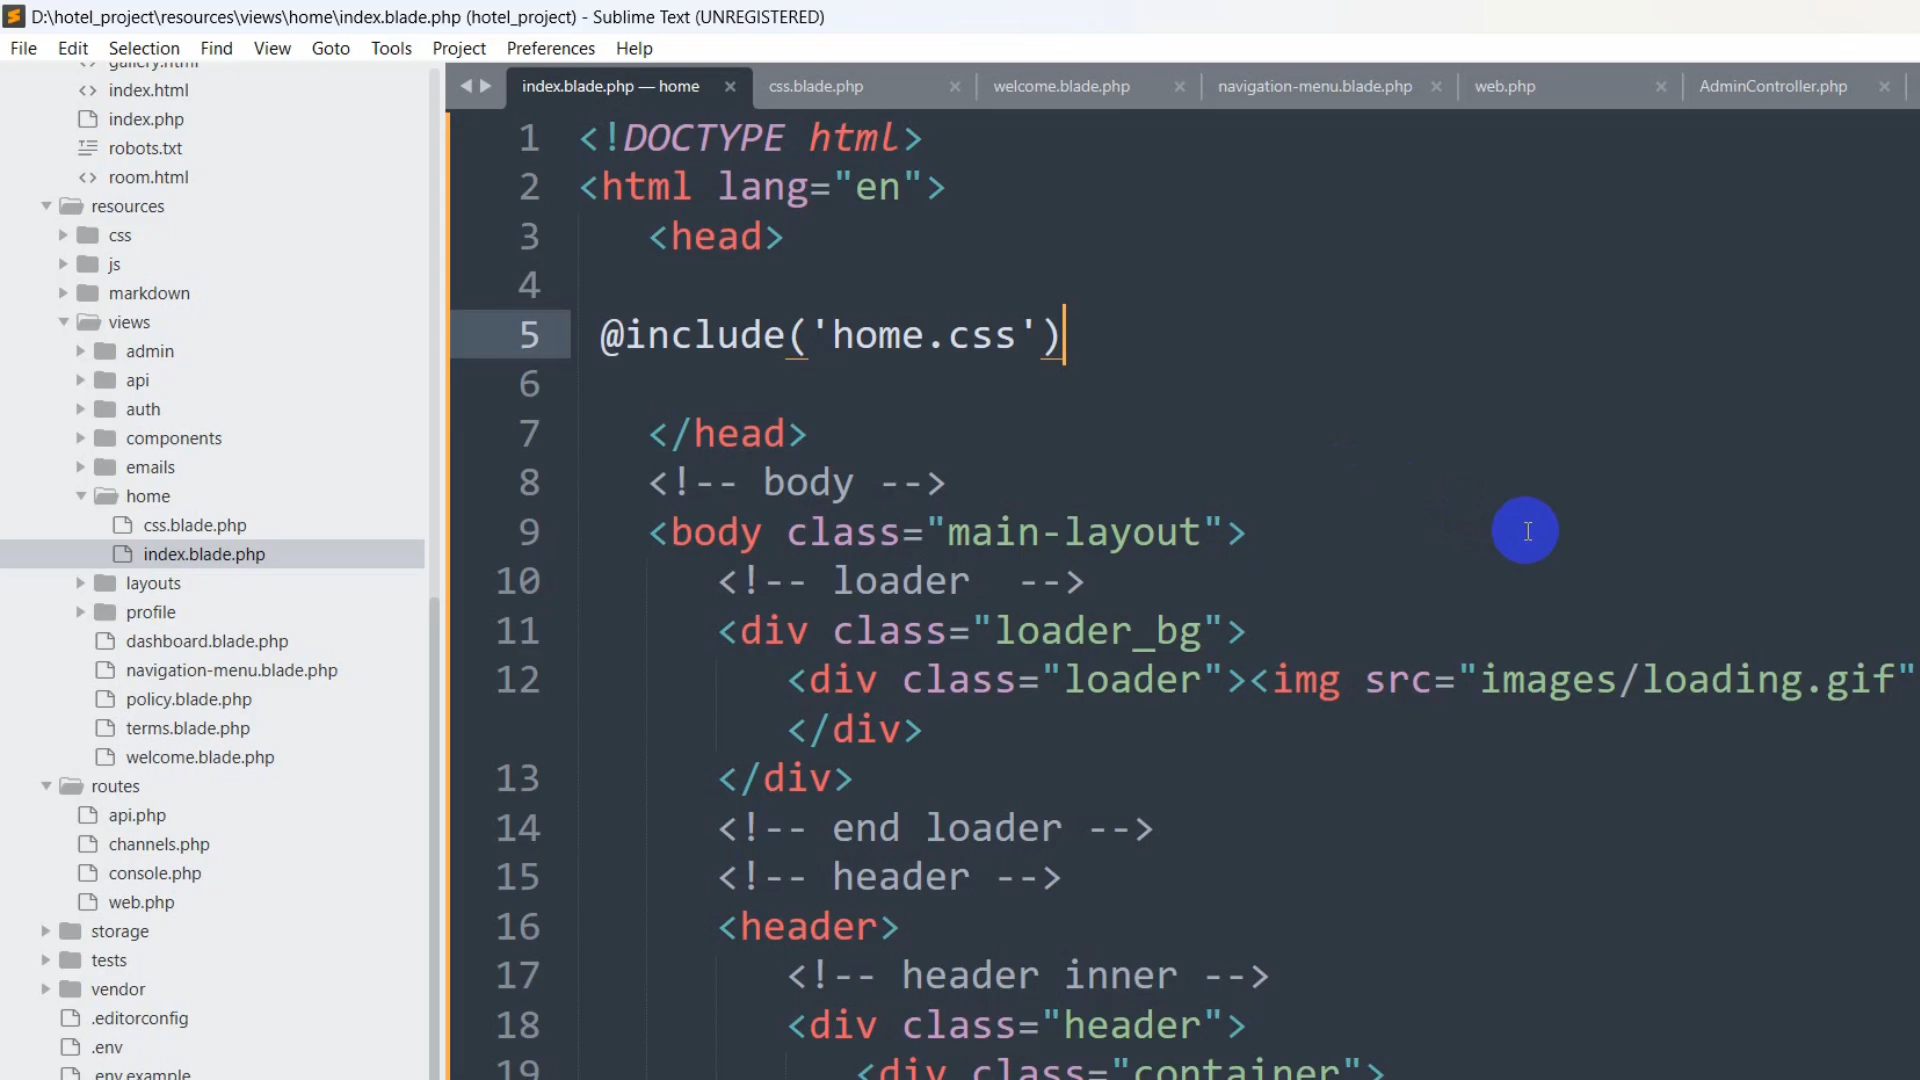 D:\hotel_project\resources\views\home\index.blade.php (hotel_project) - Sublime Text (UNREGISTERED)
File Edit Selection Find View Goto Tools Project Preferences Help
gallery.html
index.html
index.php
robots.txt
room.html
resources
css
js
markdown
views
admin
api
auth
components
emails
home
css.blade.php
index.blade.php
layouts
profile
dashboard.blade.php
navigation-menu.blade.php
policy.blade.php
terms.blade.php
welcome.blade.php
routes
api.php
channels.php
console.php
web.php
storage
tests
vendor
.editorconfig
.env
.env.example
index.blade.php — home css.blade.php welcome.blade.php navigation-menu.blade.php web.php AdminController.php
1 <!DOCTYPE html>
2 <html lang="en">
3 <head>
4
5 @include('home.css')
6
7 </head>
8 <!-- body -->
9 <body class="main-layout">
10 <!-- loader  -->
11 <div class="loader_bg">
12 <div class="loader"><img src="images/loading.gif"
</div>
13 </div>
14 <!-- end loader -->
15 <!-- header -->
16 <header>
17 <!-- header inner -->
18 <div class="header">
19 <div class="container">